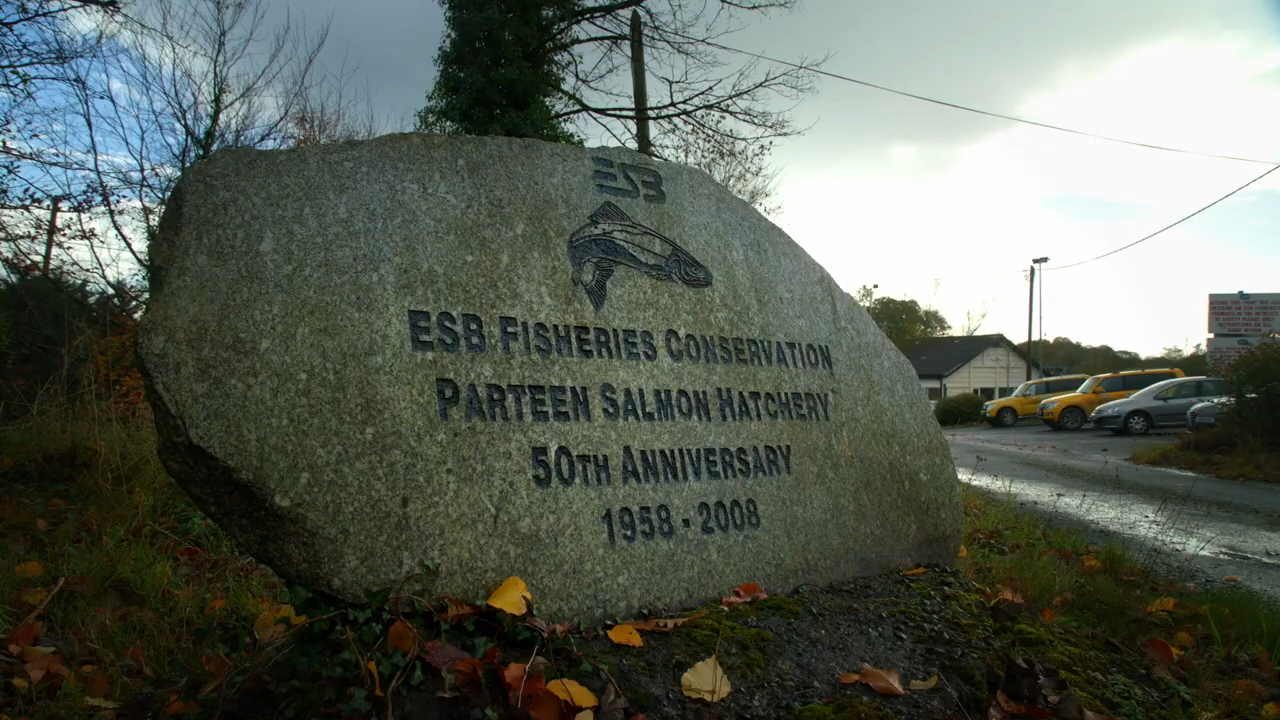 ESB
ESB FISHERIES CONSERVATION
PARTEEN SALMON HATCHERY
50TH ANNIVERSARY
1958 - 2008